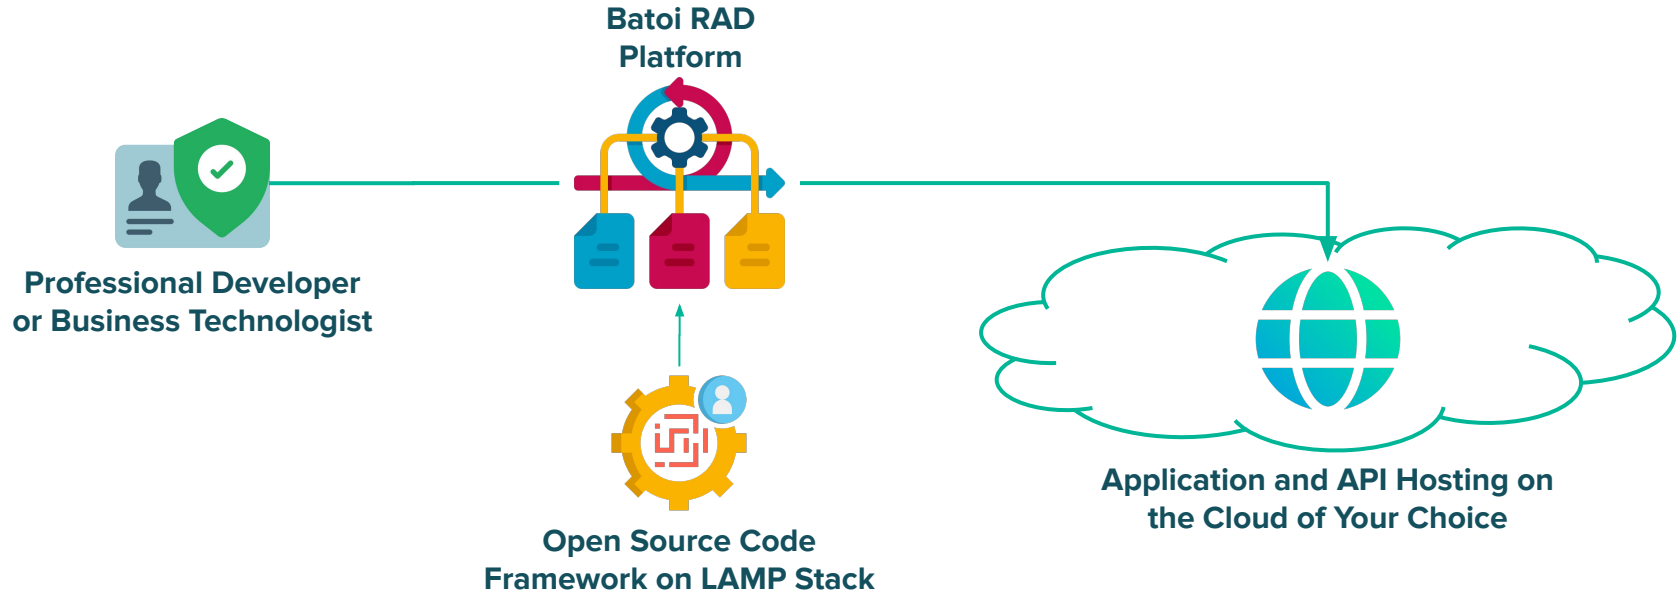 Batoi RAD
Platform
Professional Developer
or Business Technologist
Open Source Code
Framework on LAMP Stack
Application and API Hosting on
the Cloud of Your Choice